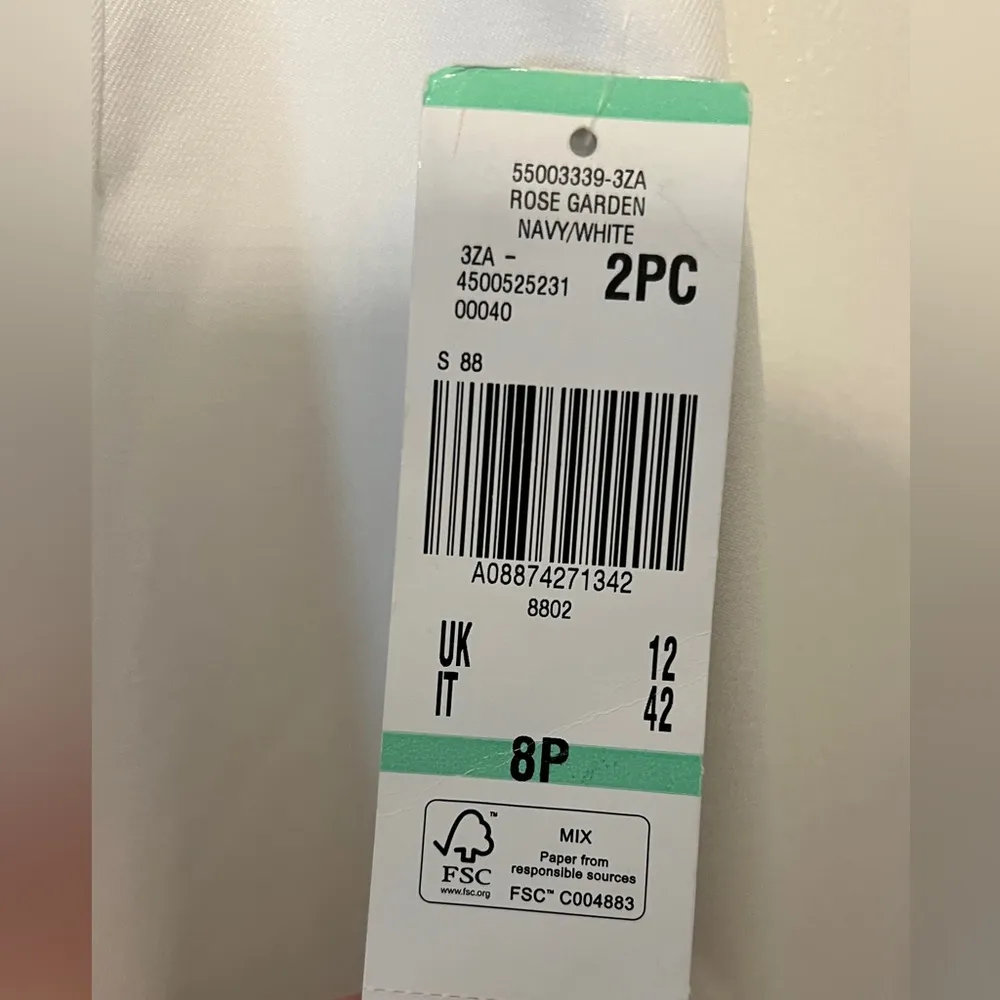 55003339-3ZA
ROSE GARDEN
NAVY/WHITE
3ZA -
4500525231
00040
2PC
S 88
A08874271342
8802
UK 12
IT 42
8P
FSC
www.fsc.org
™
MIX
Paper from
responsible sources
FSC™ C004883